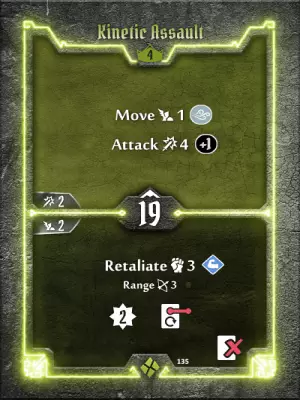 Kinetic Assault
4
Move 1
Attack 4 +1
2
19
2
Retaliate 3
Range 3
2
135